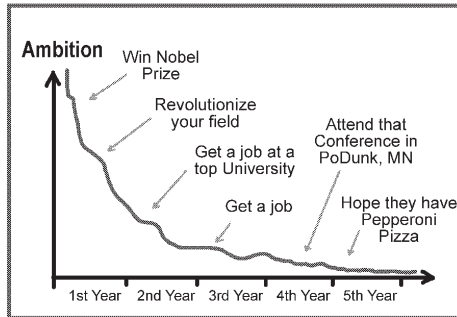 Ambition
Win Nobel
Prize
Revolutionize
your field
Get a job at a
top University
Get a job
Attend that
Conference in
PoDunk, MN
Hope they have
Pepperoni
Pizza
1st Year
2nd Year
3rd Year
4th Year
5th Year